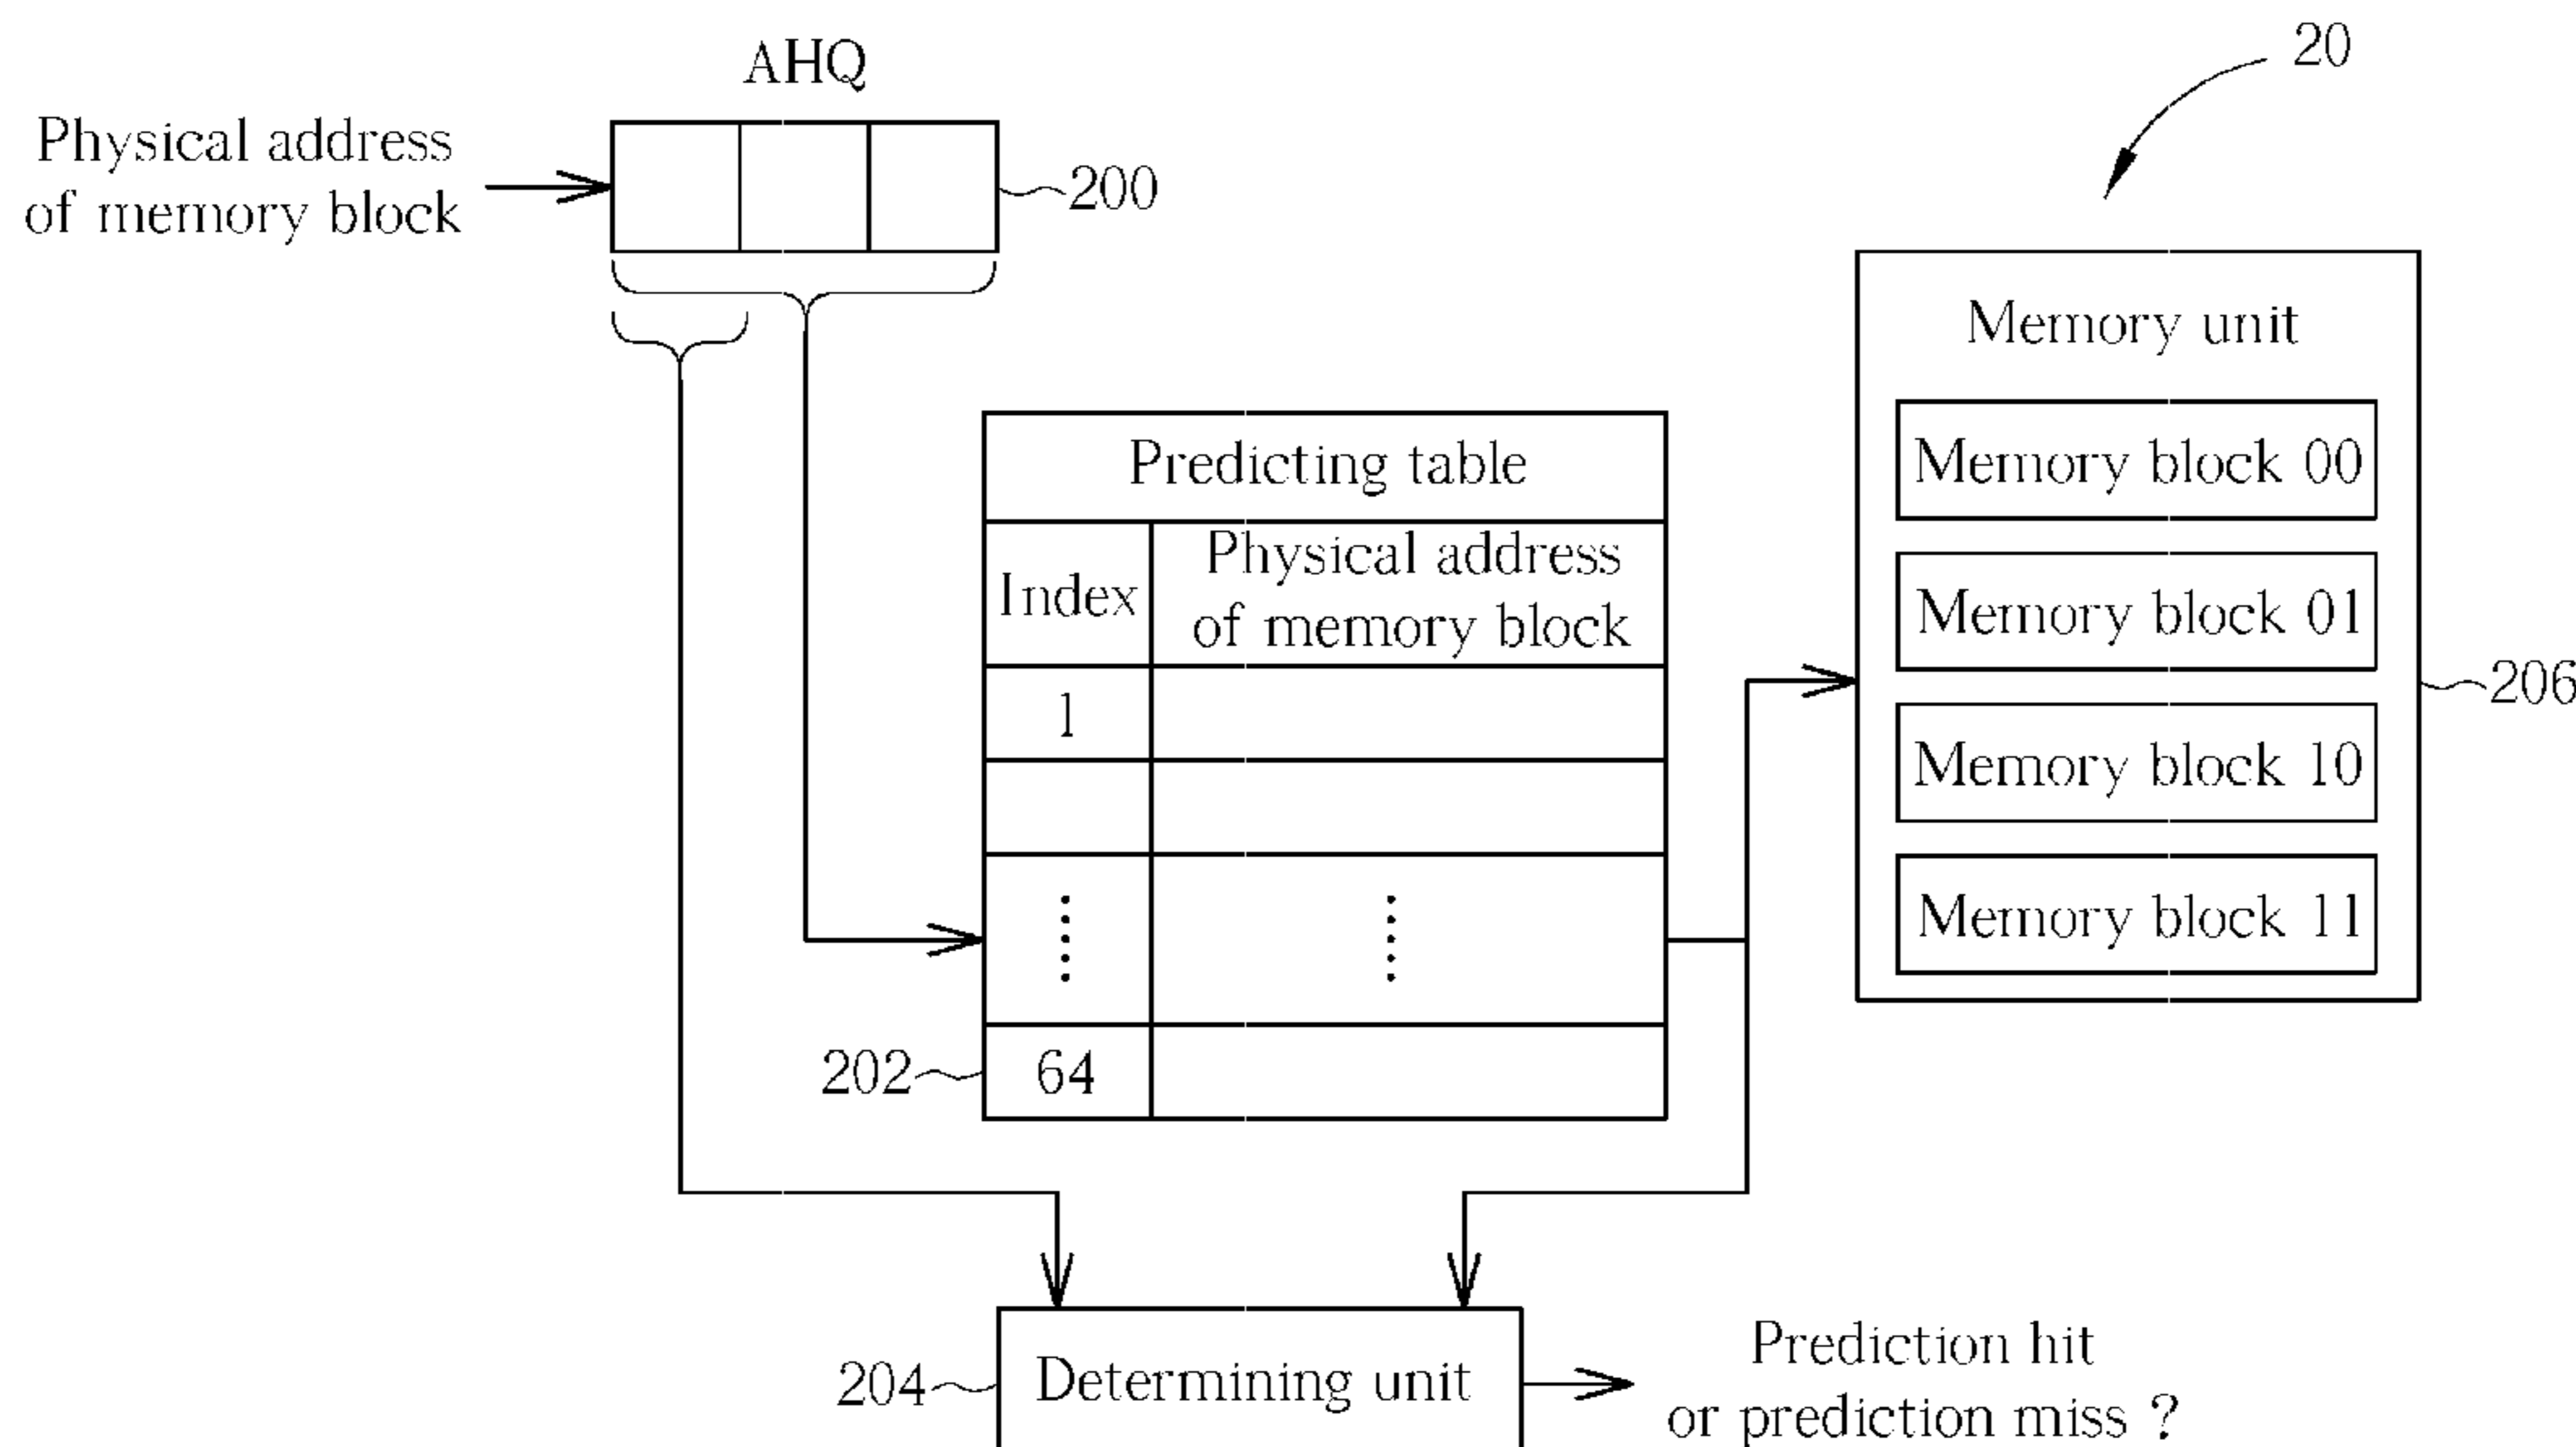 20
AHQ
Physical address
of memory block
200
Memory unit
Memory block 00
Memory block 01
Memory block 10
Memory block 11
206
Predicting table
Index
Physical address
of memory block
1
64
202
204
Determining unit
Prediction hit
or prediction miss ?